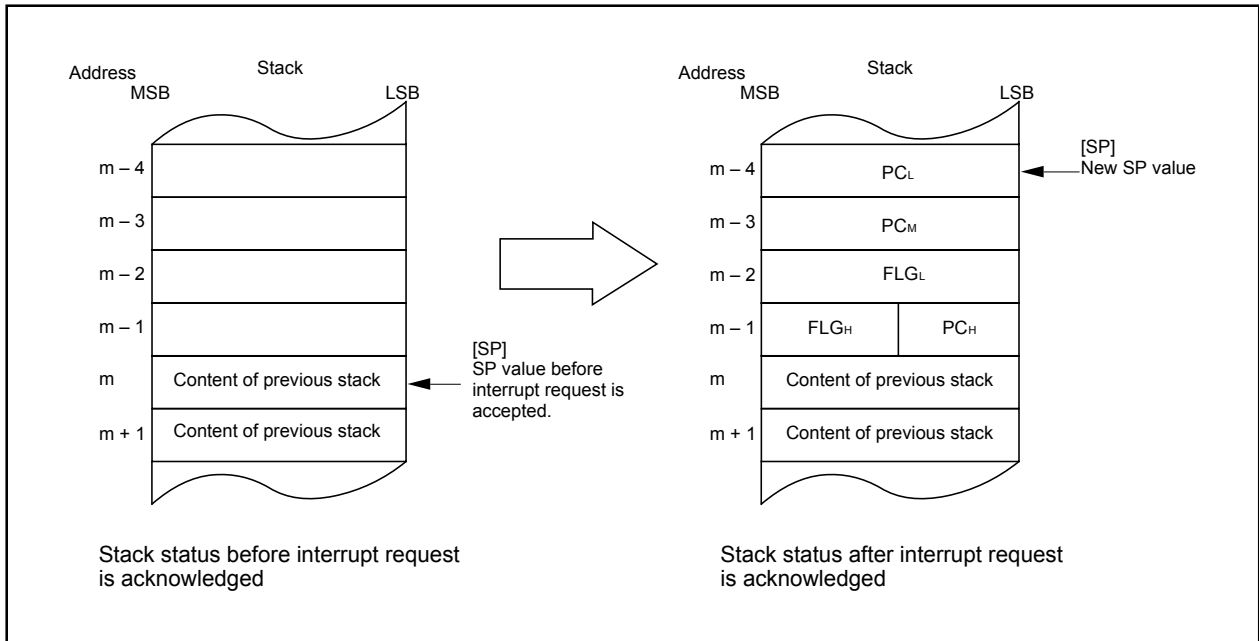 Address
Stack
MSB
LSB
m – 4
m – 3
m – 2
m – 1
m
Content of previous stack
m + 1
Content of previous stack
[SP]
SP value before
interrupt request is
accepted.
Stack status before interrupt request
is acknowledged
Address
Stack
MSB
LSB
m – 4
PCL
m – 3
PCM
m – 2
FLGL
m – 1
FLGH
PCH
m
Content of previous stack
m + 1
Content of previous stack
[SP]
New SP value
Stack status after interrupt request
is acknowledged